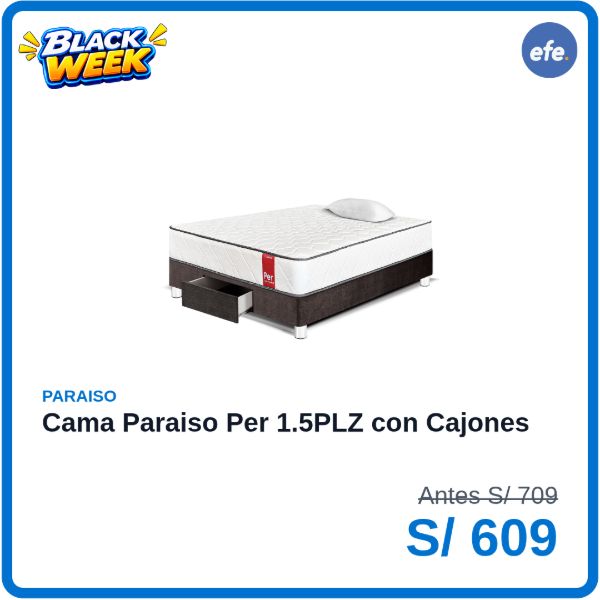 BLACK
WEEK
efe.
Per
PARAISO
Cama Paraiso Per 1.5PLZ con Cajones
Antes S/ 709
S/ 609